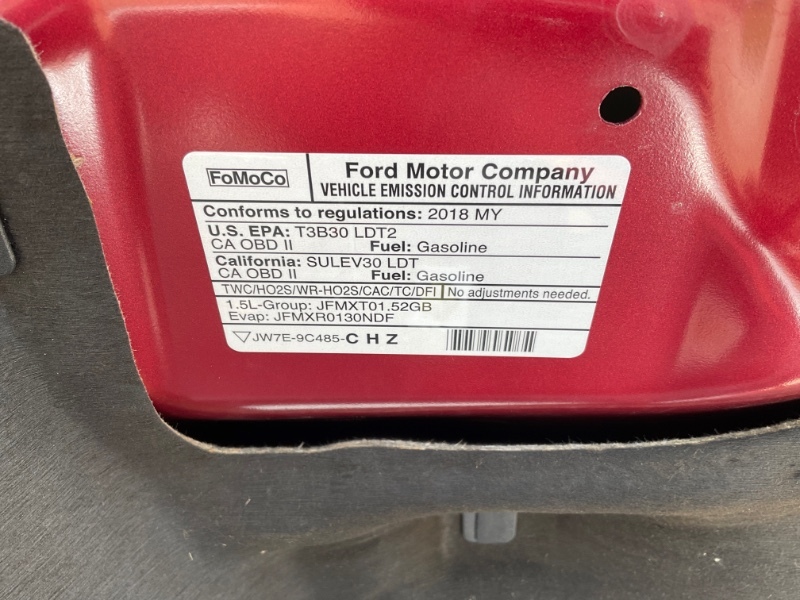 FoMoCo
Ford Motor Company
VEHICLE EMISSION CONTROL INFORMATION
Conforms to regulations: 2018 MY
U.S. EPA: T3B30 LDT2
CA OBD II Fuel: Gasoline
California: SULEV30 LDT
CA OBD II Fuel: Gasoline
TWC/HO2S/WR-HO2S/CAC/TC/DFI No adjustments needed.
1.5L-Group: JFMXT01.52GB
Evap: JFMXR0130NDF
JW7E-9C485-C H Z